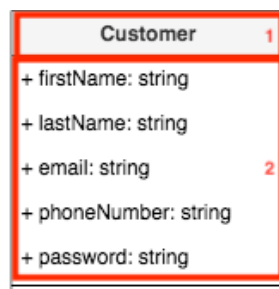 Customer 1
+ firstName: string
+ lastName: string
+ email: string 2
+ phoneNumber: string
+ password: string